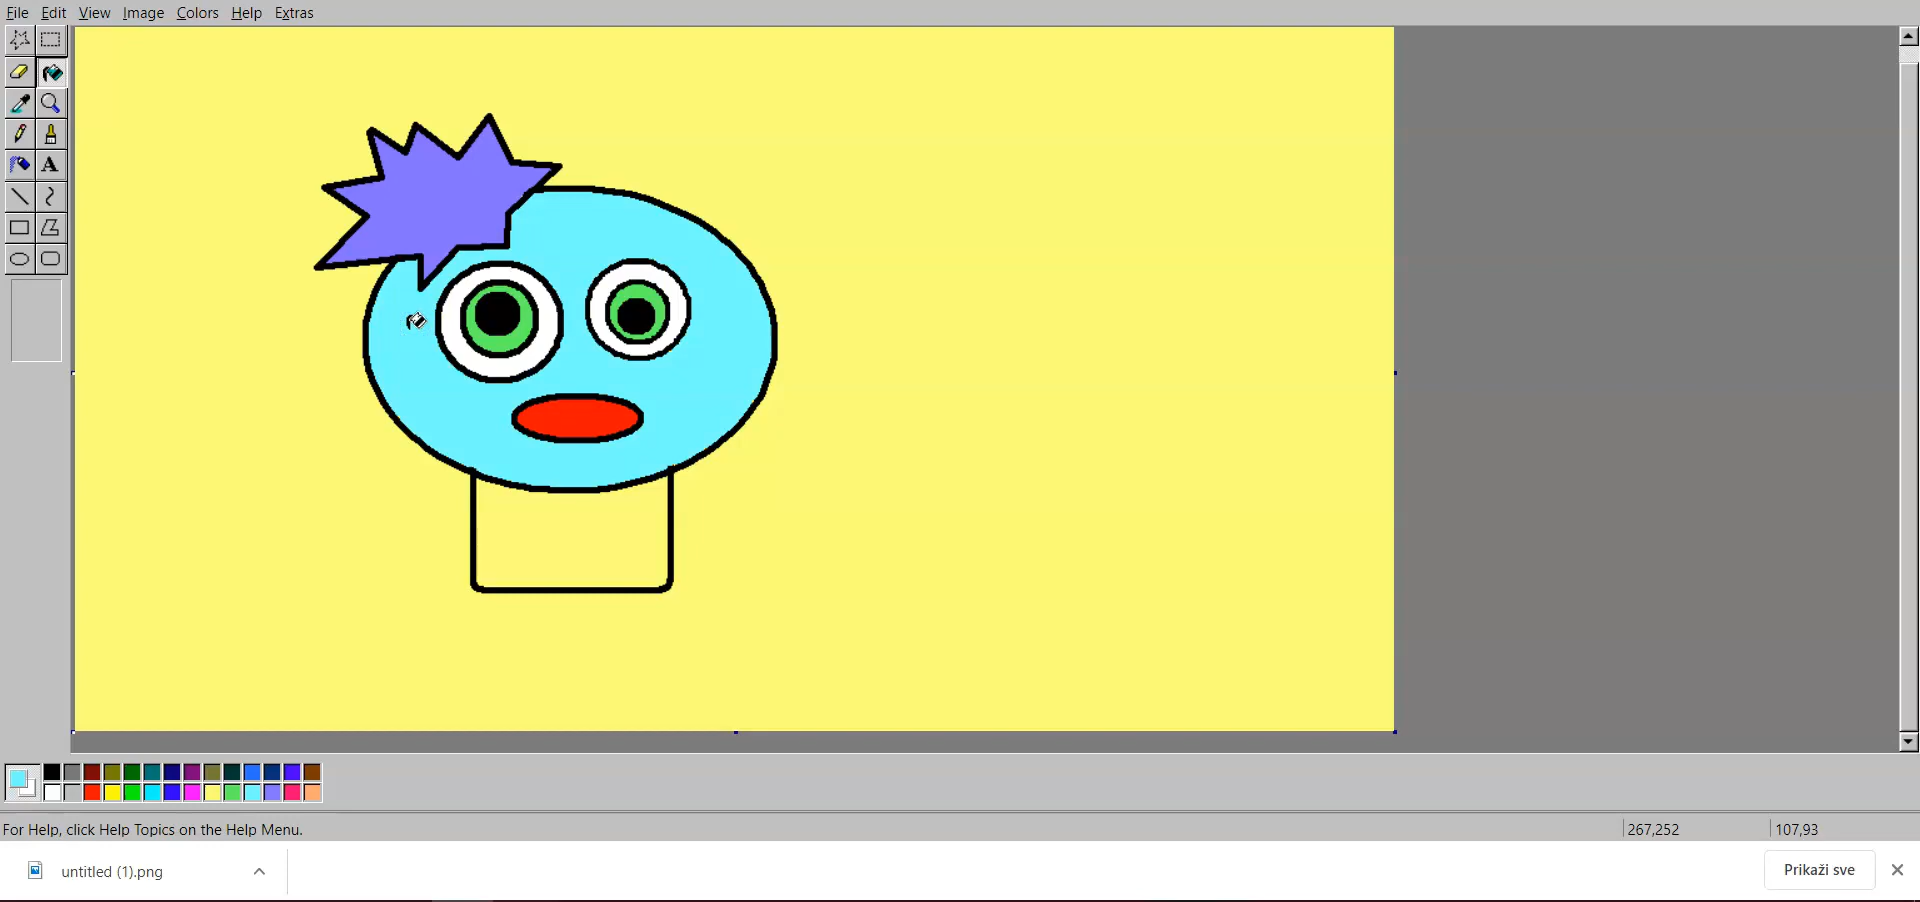 File Edit View Image Colors Help Extras
A
For Help, click Help Topics on the Help Menu.
267,252
107,93
untitled (1).png
Prikaži sve